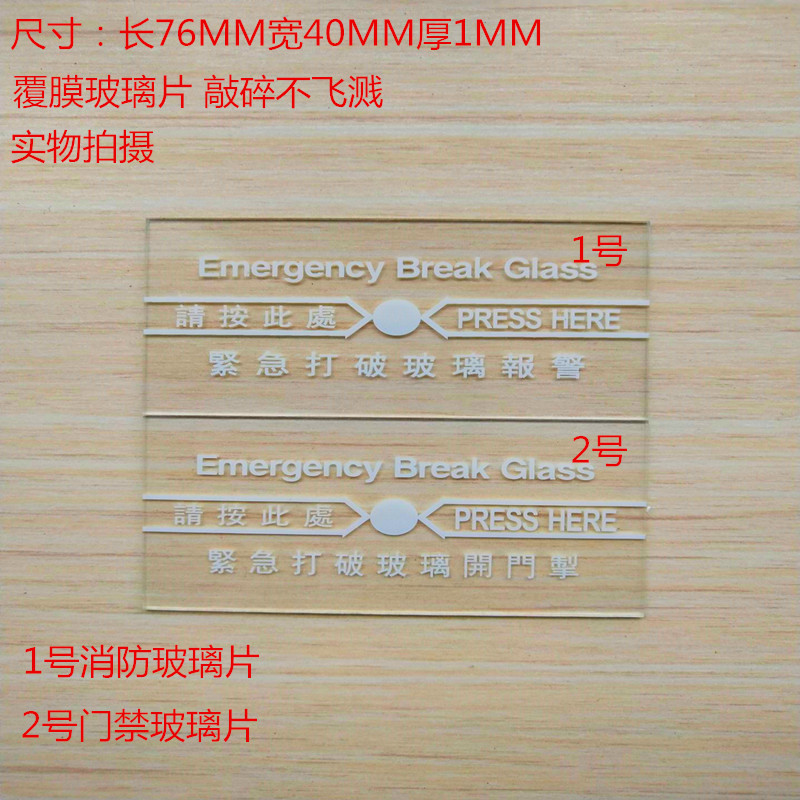 尺寸：长76MM宽40MM厚1MM
覆膜玻璃片 敲碎不飞溅
实物拍摄
1号
Emergency Break Glass
請按此處 PRESS HERE
緊急打破玻璃報警
2号
Emergency Break Glass
請按此處 PRESS HERE
緊急打破玻璃開門掣
1号消防玻璃片
2号门禁玻璃片